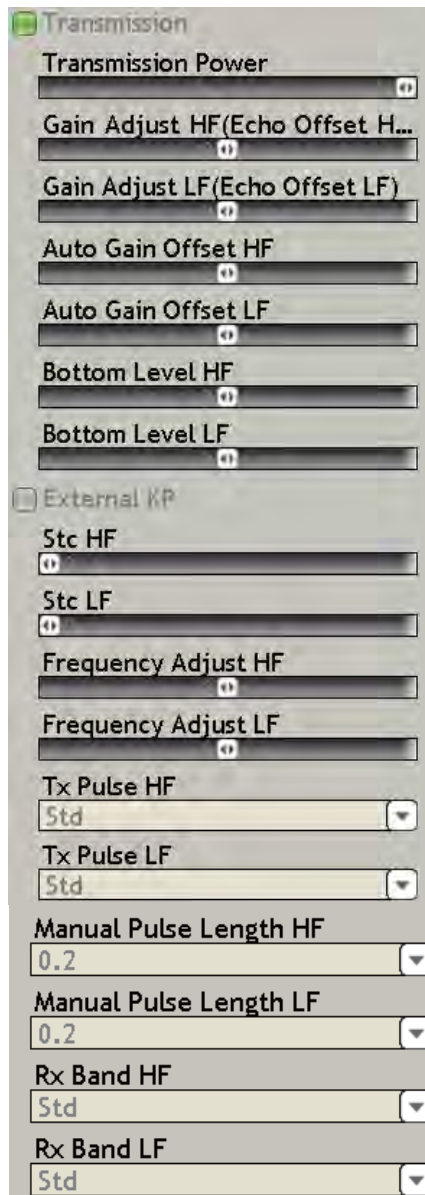 Transmission
Transmission Power
Gain Adjust HF(Echo Offset H...
Gain Adjust LF(Echo Offset LF)
Auto Gain Offset HF
Auto Gain Offset LF
Bottom Level HF
Bottom Level LF
External KP
Stc HF
Stc LF
Frequency Adjust HF
Frequency Adjust LF
Tx Pulse HF
Std
Tx Pulse LF
Std
Manual Pulse Length HF
0.2
Manual Pulse Length LF
0.2
Rx Band HF
Std
Rx Band LF
Std